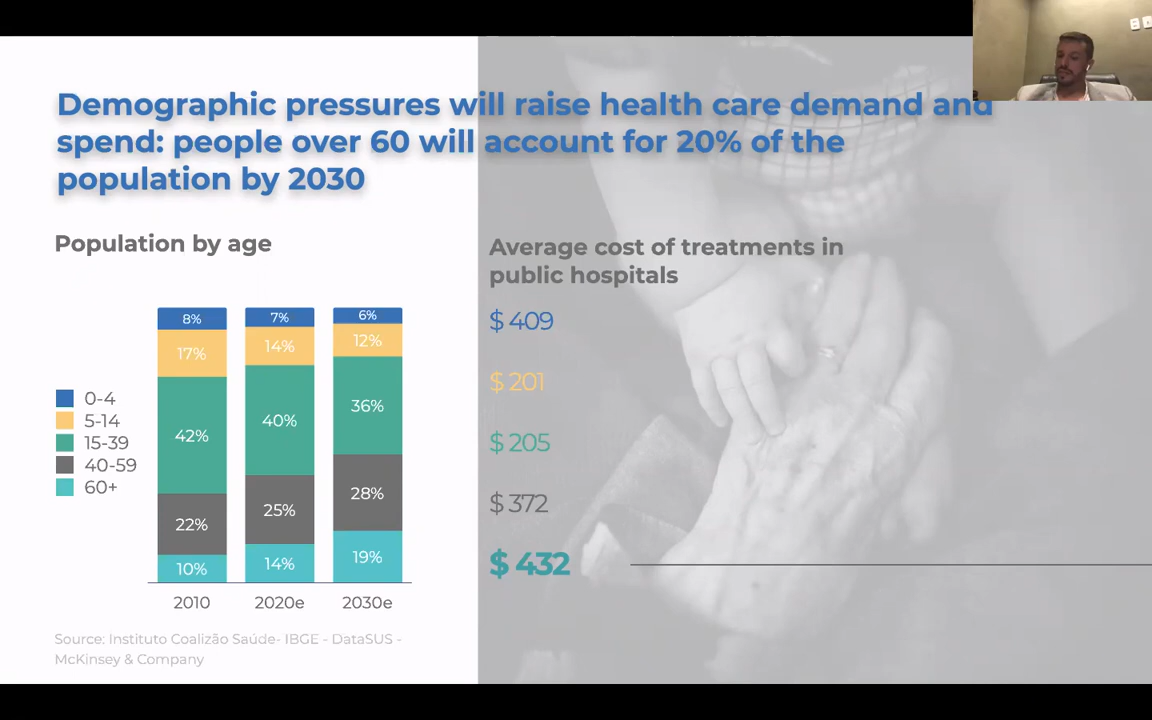 Demographic pressures will raise health care demand and
spend: people over 60 will account for 20% of the
population by 2030
Population by age
Average cost of treatments in
public hospitals
8%
7%
6%
17%
14%
12%
42%
40%
36%
22%
25%
28%
10%
14%
19%
0-4
5-14
15-39
40-59
60+
2010
2020e
2030e
$ 409
$ 201
$ 205
$ 372
$ 432
Source: Instituto Coalizão Saúde- IBGE - DataSUS -
McKinsey & Company